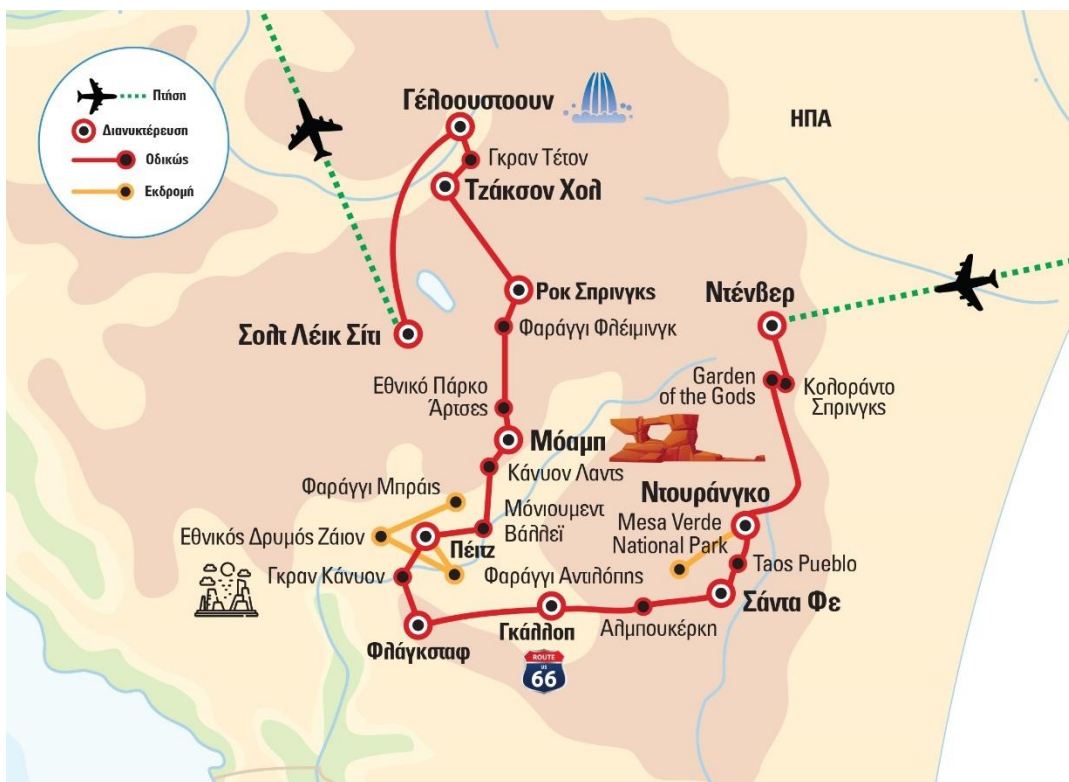 Πτήση
Διανυκτέρευση
Οδικώς
Εκδρομή
Γέλοουστοουν
ΗΠΑ
Γκραν Τέτον
Τζάκσον Χολ
Ροκ Σπρινγκς
Ντένβερ
Σολτ Λέικ Σίτι
Φαράγγι Φλέιμινγκ
Garden
of the Gods
Κολοράντο
Σπρινγκς
Εθνικό Πάρκο
Άρτσες
Μόαμπ
Κάνυον Λαντς
Ντουράνγκο
Φαράγγι Μπράις
Μόνιουμεντ
Βάλλεϊ
Mesa Verde
National Park
Εθνικός Δρυμός Ζάιον
Πέιτζ
Taos Pueblo
Γκραν Κάνυον
Φαράγγι Αντιλόπης
Σάντα Φε
Γκάλλοπ
Αλμπουκέρκη
Φλάγκσταφ
ROUTE
US
66